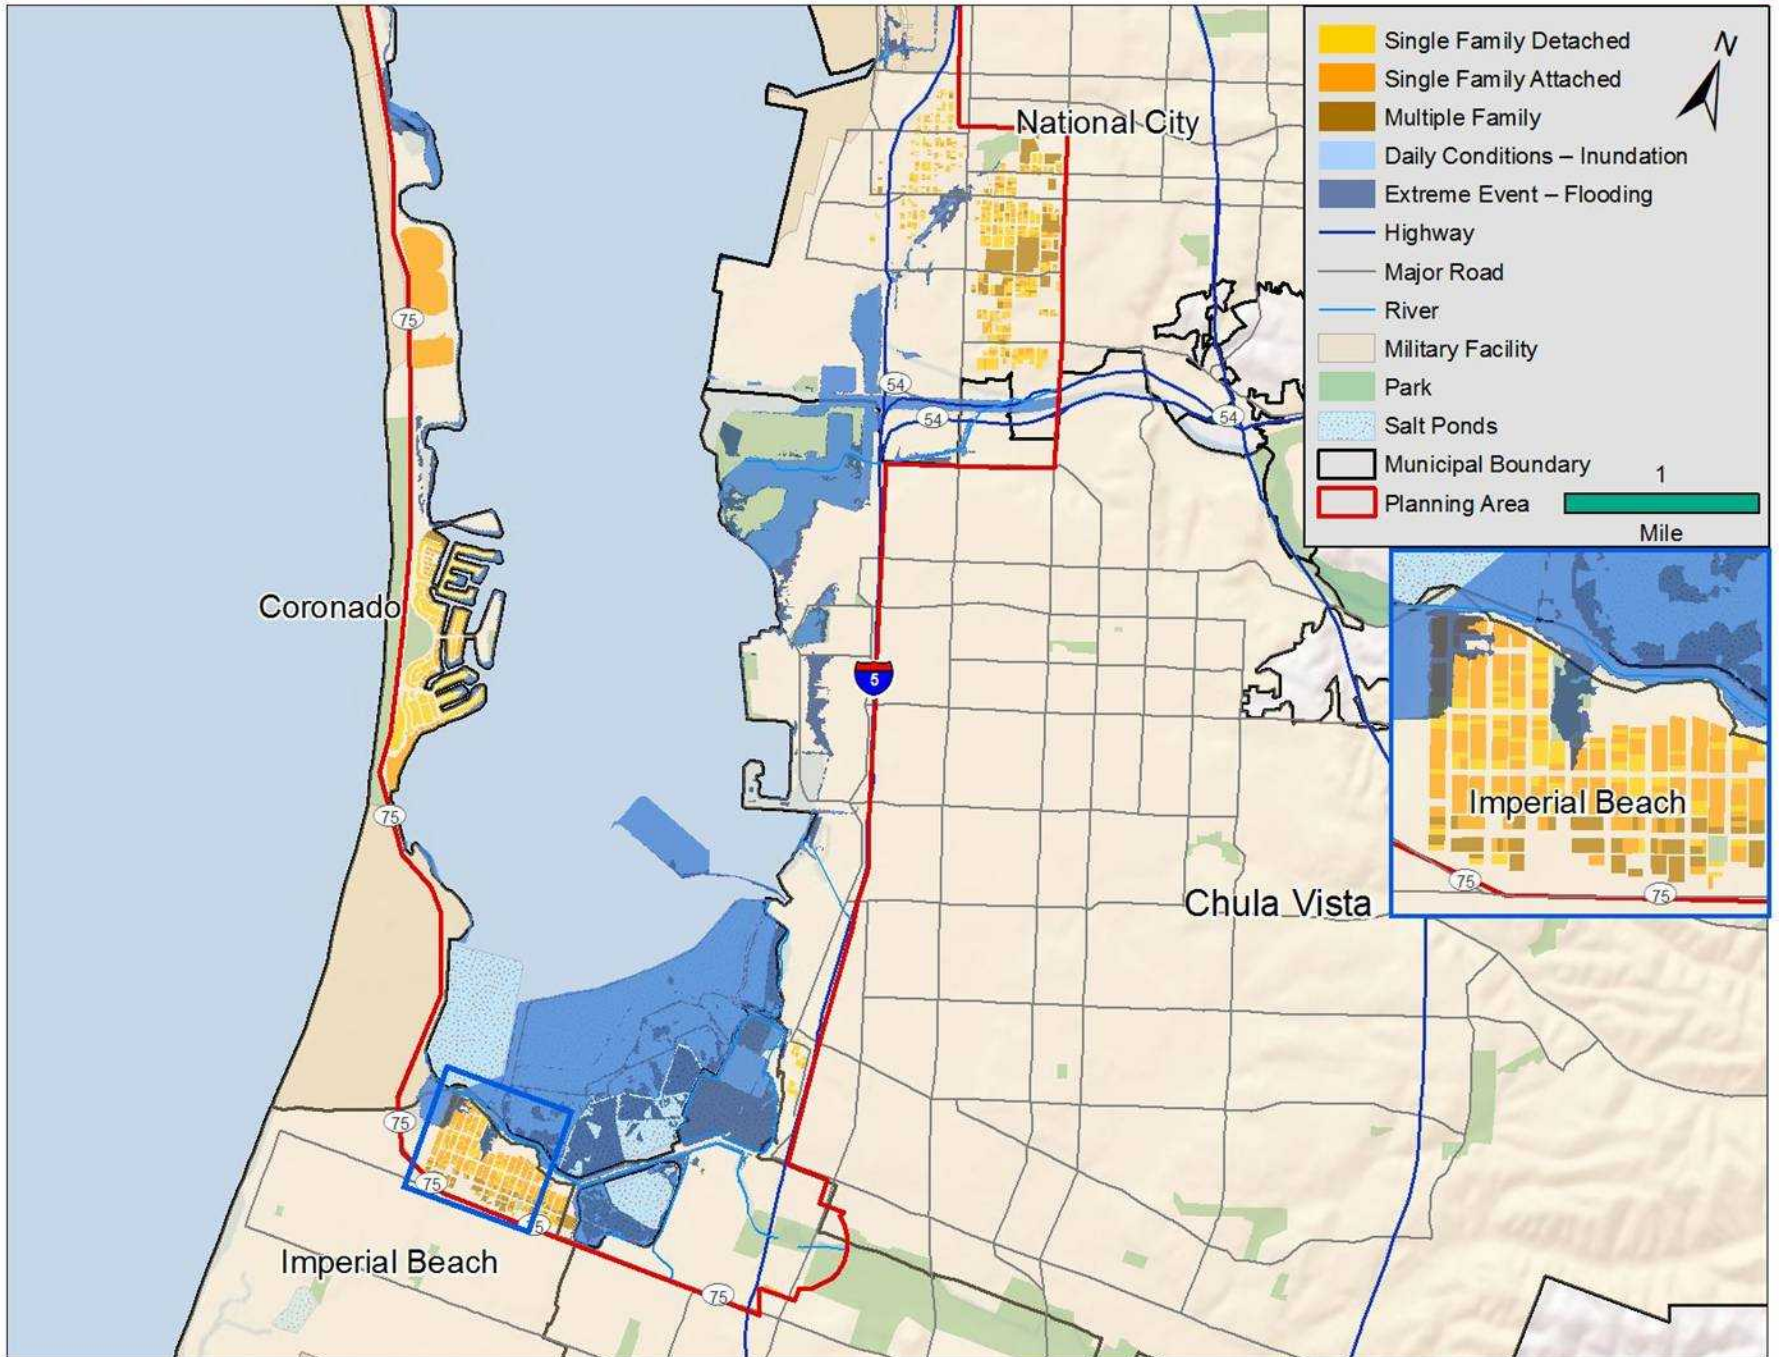 Single Family Detached
Single Family Attached
Multiple Family
Daily Conditions – Inundation
Extreme Event – Flooding
Highway
Major Road
River
Military Facility
Park
Salt Ponds
Municipal Boundary
Planning Area
N
1
Mile
National City
75
54
54
54
Coronado
5
75
Imperial Beach
75
75
Chula Vista
75
75
75
Imperial Beach
75